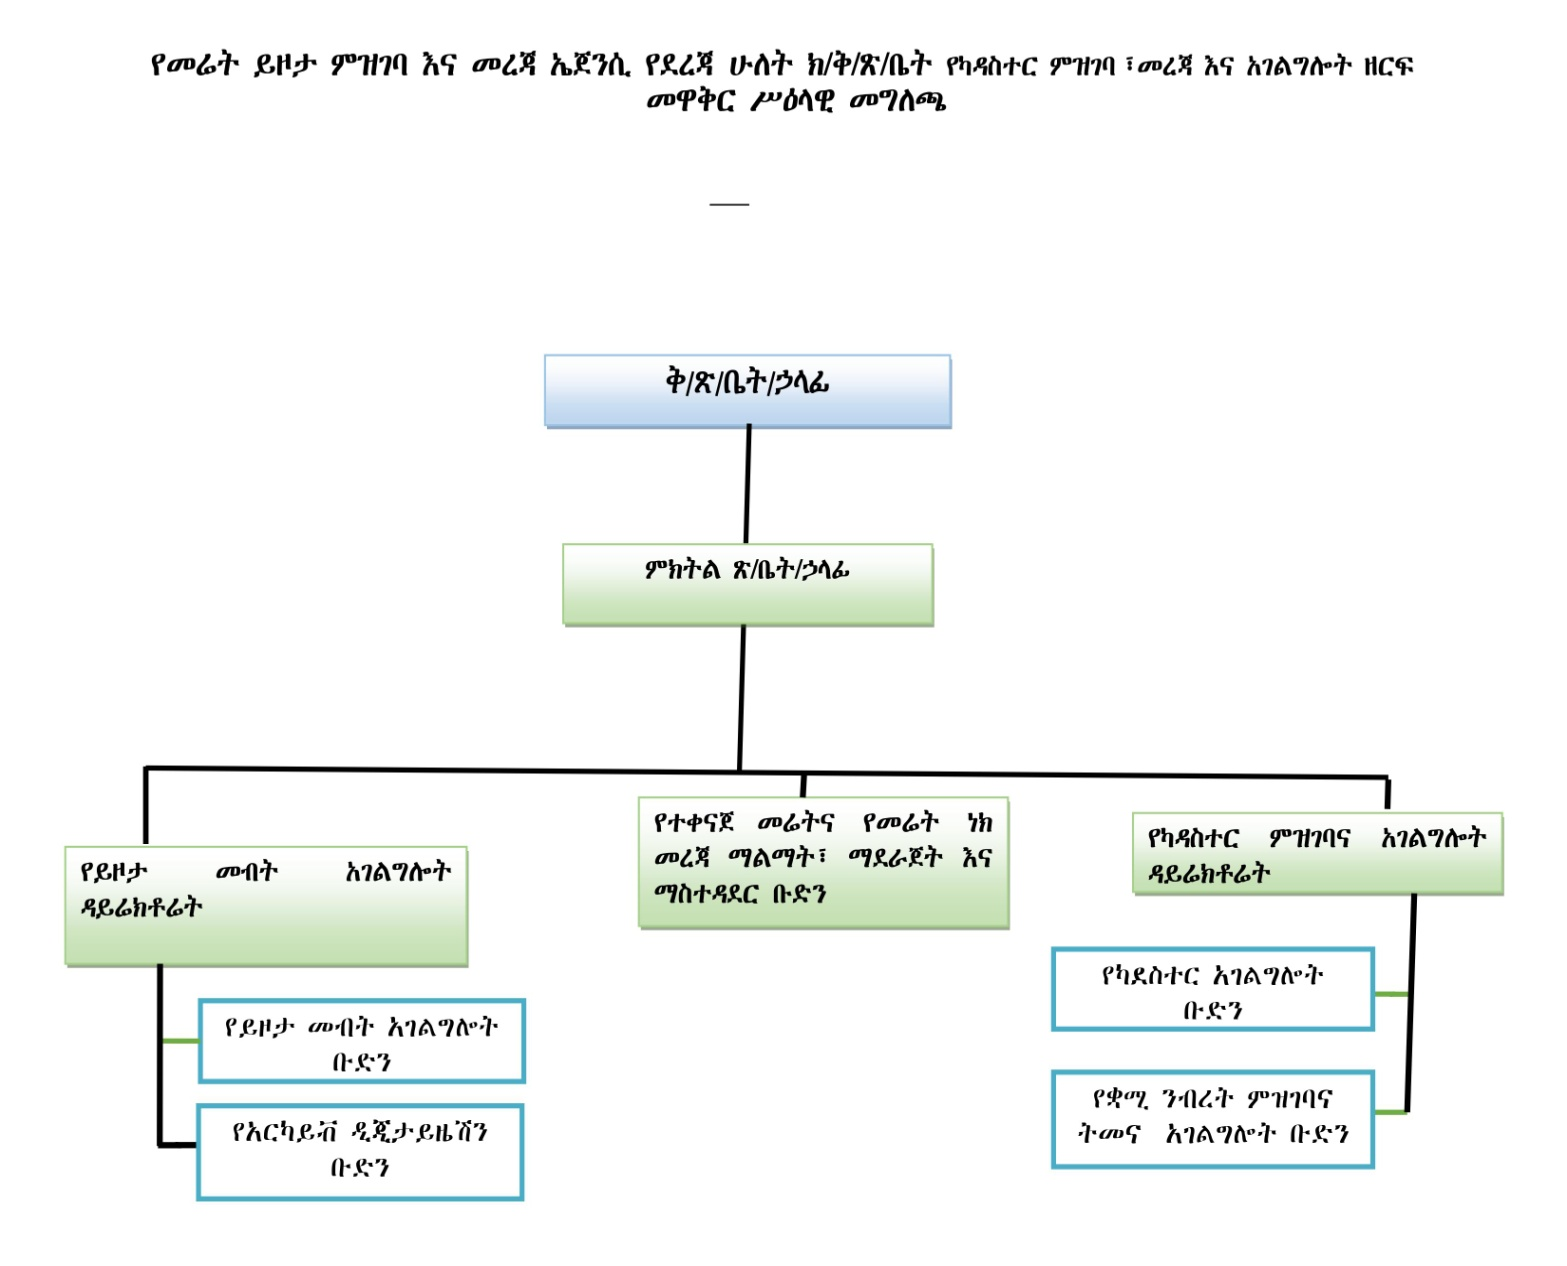 የመሬት ይዞታ ምዝገባ እና መረጃ ኤጀንሲ የደረጃ ሁለት ክ/ቅ/ጽ/ቤት የካዳስተር ምዝገባ ፣መረጃ እና አገልግሎት ዘርፍ
መዋቅር ሥዕላዊ መግለጫ
ቅ/ጽ/ቤት/ኃላፊ
ምክትል ጽ/ቤት/ኃላፊ
የይዞታ መብት አገልግሎት
ዳይሬክቶሬት
የይዞታ መብት አገልግሎት
ቡድን
የአርካይቭ ዲጂታይዜሽን
ቡድን
የተቀናጀ መሬትና የመሬት ነክ
መረጃ ማልማት፣ ማደራጀት እና
ማስተዳደር ቡድን
የካዳስተር ምዝገባና አገልግሎት
ዳይሬክቶሬት
የካደስተር አገልግሎት
ቡድን
የቋሚ ንብረት ምዝገባና
ትመና አገልግሎት ቡድን